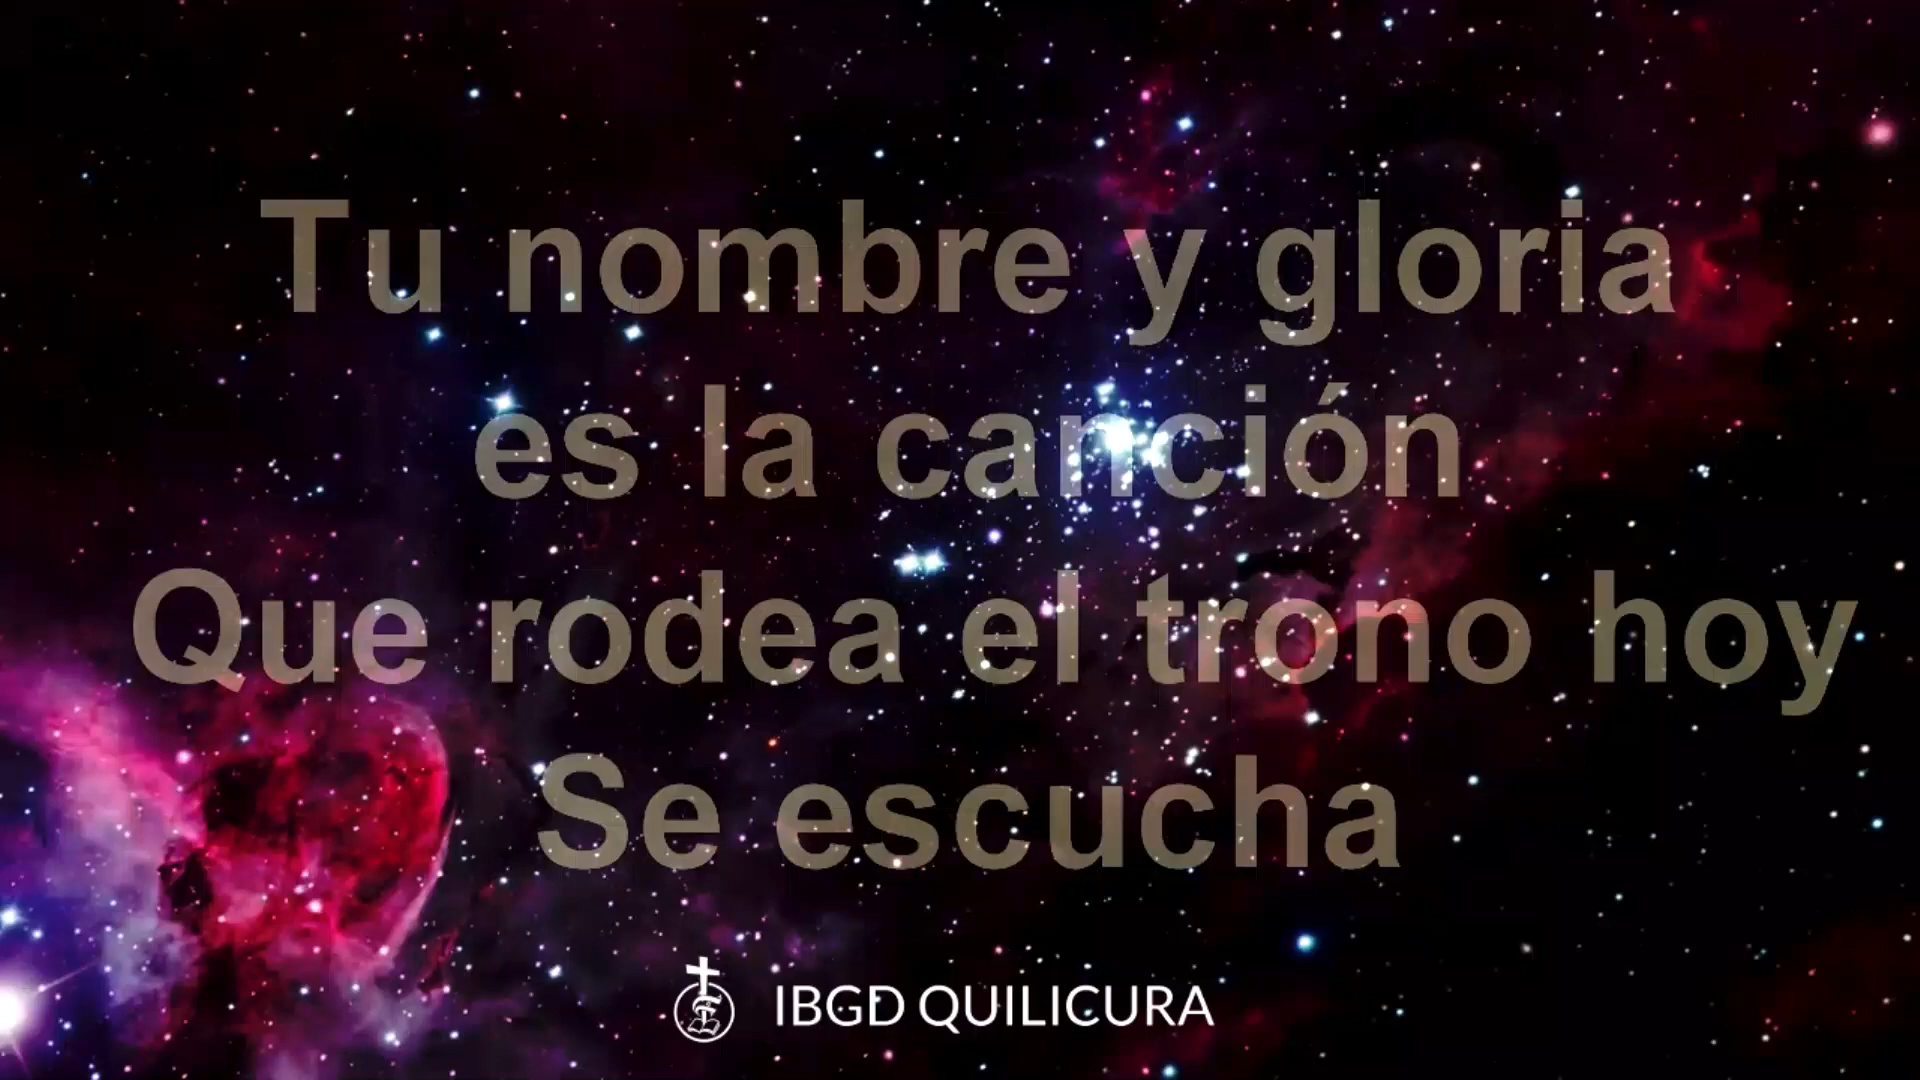 Tu nombre y gloria
es la canción
Que rodea el trono hoy
Se escucha
IBGD QUILICURA